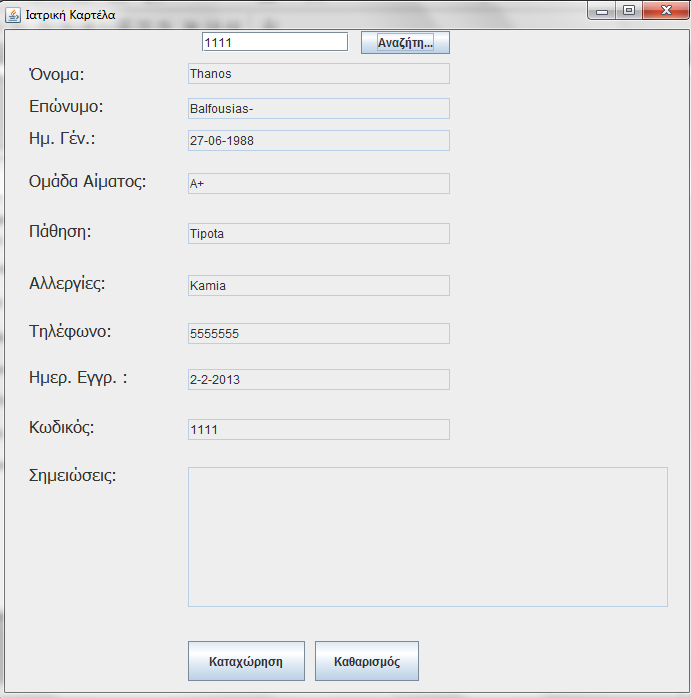 Ιατρική Καρτέλα
1111 Αναζήτη...
Όνομα: Thanos
Επώνυμο: Balfousias-
Ημ. Γέν.: 27-06-1988
Ομάδα Αίματος: A+
Πάθηση: Tipota
Αλλεργίες: Kamia
Τηλέφωνο: 5555555
Ημερ. Εγγρ. : 2-2-2013
Κωδικός: 1111
Σημειώσεις:
Καταχώρηση Καθαρισμός